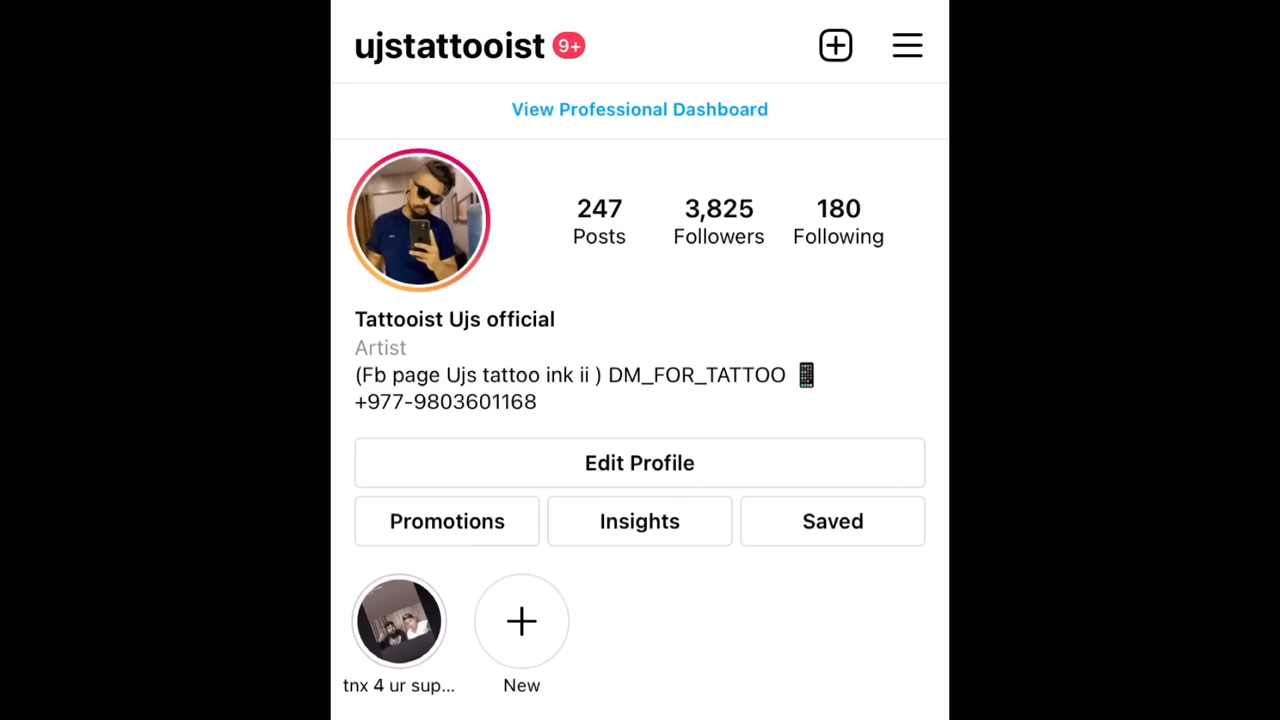 ujstattooist 9+
View Professional Dashboard
247 3,825 180
Posts Followers Following
Tattooist Ujs official
Artist
(Fb page Ujs tattoo ink ii ) DM_FOR_TATTOO 📱
+977-9803601168
Edit Profile
Promotions Insights Saved
tnx 4 ur sup... New